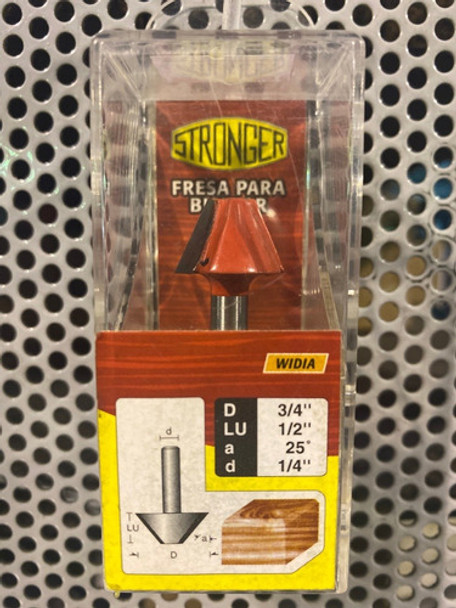 STRONGER
FRESA PARA
WIDIA
D 3/4"
LU 1/2"
a 25°
d 1/4"
d
LU
a
D